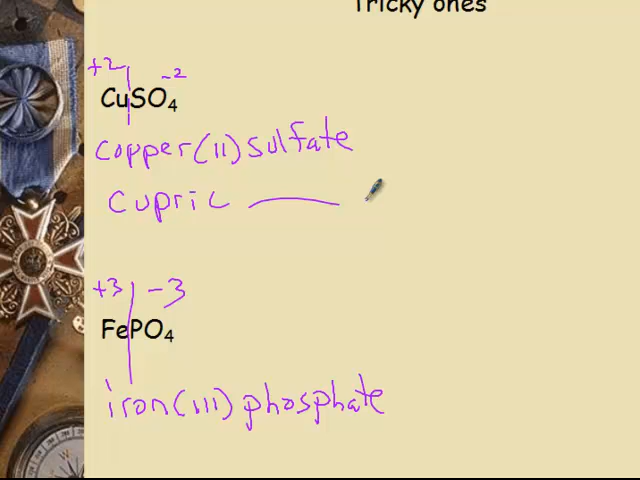 Tricky ones
+2 -2
CuSO4
copper(II) sulfate
cupric
+3 -3
FePO4
iron(III) phosphate